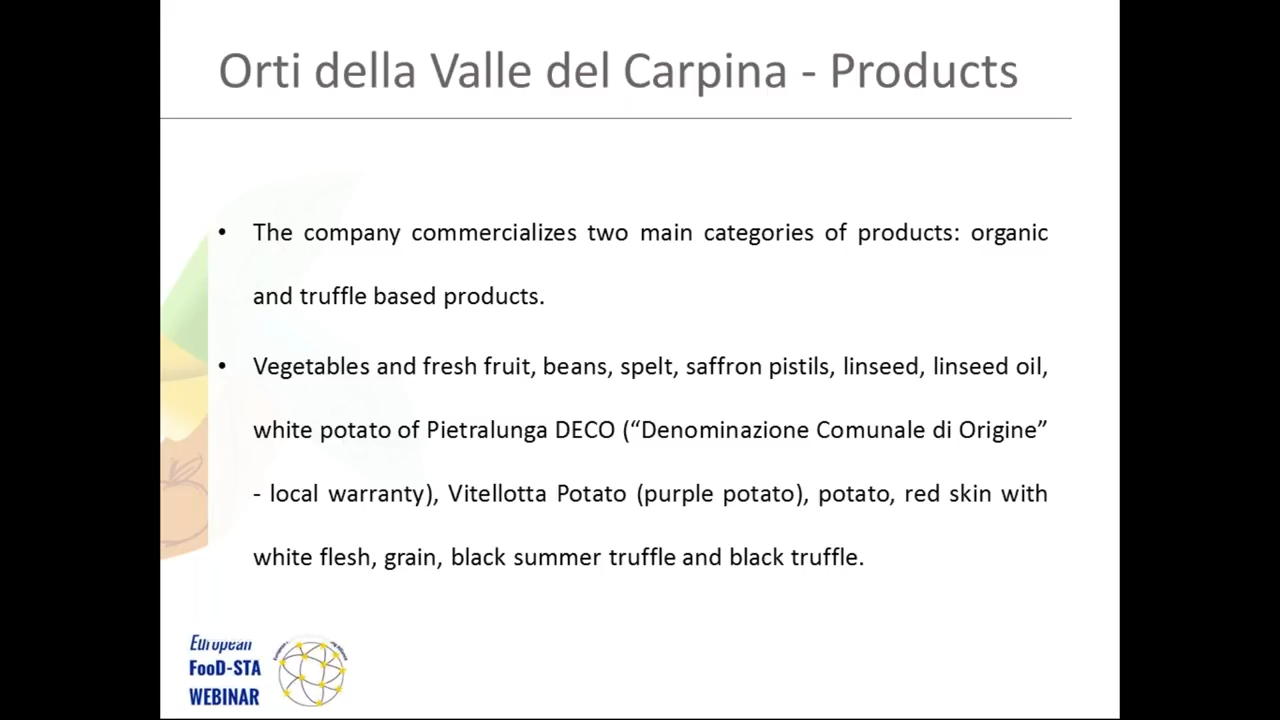 Orti della Valle del Carpina - Products
• The company commercializes two main categories of products: organic
and truffle based products.
• Vegetables and fresh fruit, beans, spelt, saffron pistils, linseed, linseed oil,
white potato of Pietralunga DECO (“Denominazione Comunale di Origine”
- local warranty), Vitellotta Potato (purple potato), potato, red skin with
white flesh, grain, black summer truffle and black truffle.
European
FooD-STA
WEBINAR